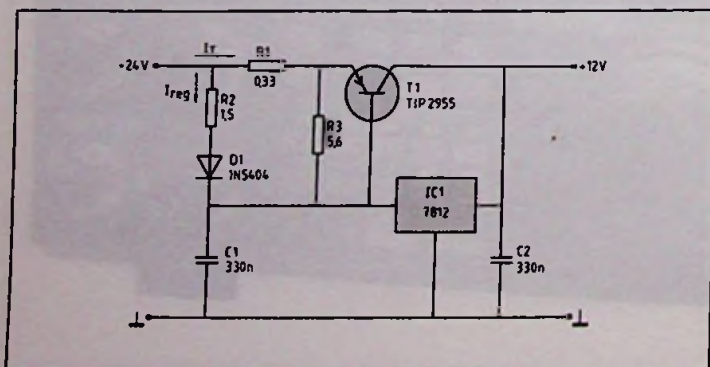 IT
R1
+24V
0,33
+12V
Ireg
R2
1,5
T1
TIP 2955
R3
5,6
D1
1N5404
IC1
7812
C1
330n
C2
330n